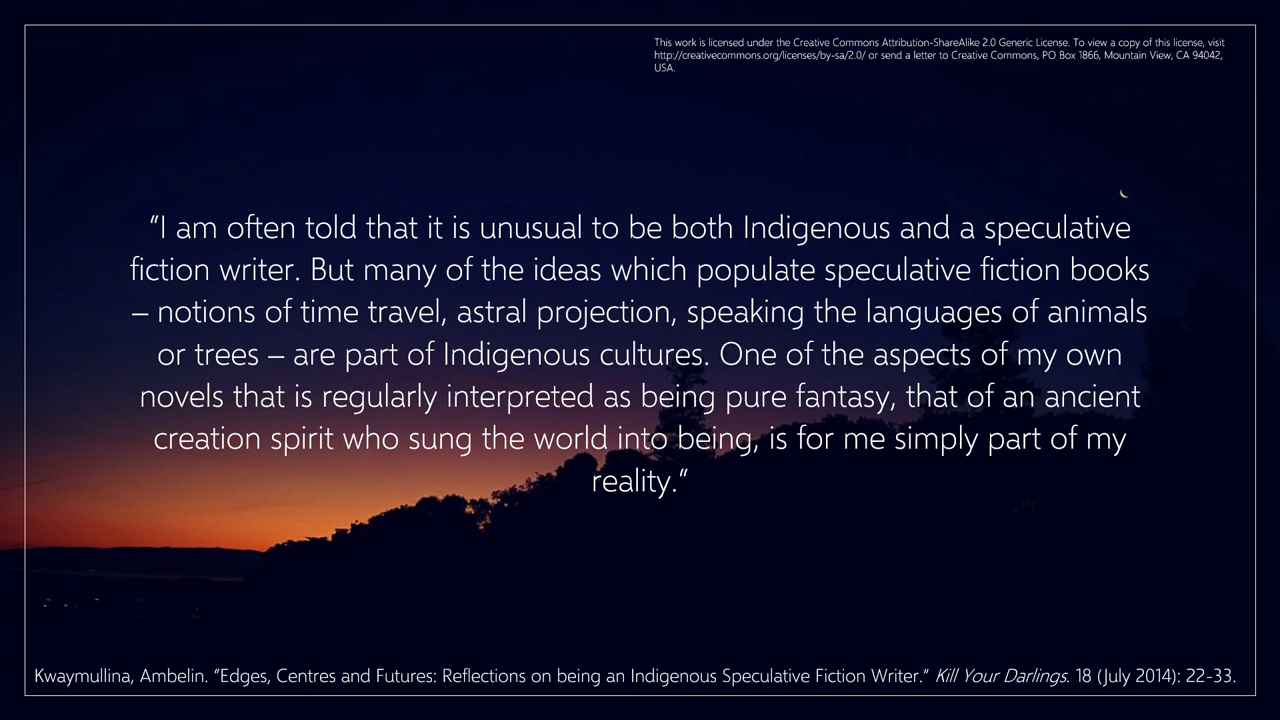 This work is licensed under the Creative Commons Attribution-ShareAlike 2.0 Generic License. To view a copy of this license, visit
http://creativecommons.org/licenses/by-sa/2.0/ or send a letter to Creative Commons, PO Box 1866, Mountain View, CA 94042,
USA.
“I am often told that it is unusual to be both Indigenous and a speculative
fiction writer. But many of the ideas which populate speculative fiction books
– notions of time travel, astral projection, speaking the languages of animals
or trees – are part of Indigenous cultures. One of the aspects of my own
novels that is regularly interpreted as being pure fantasy, that of an ancient
creation spirit who sung the world into being, is for me simply part of my
reality.”
Kwaymullina, Ambelin. “Edges, Centres and Futures: Reflections on being an Indigenous Speculative Fiction Writer.” Kill Your Darlings. 18 (July 2014): 22-33.